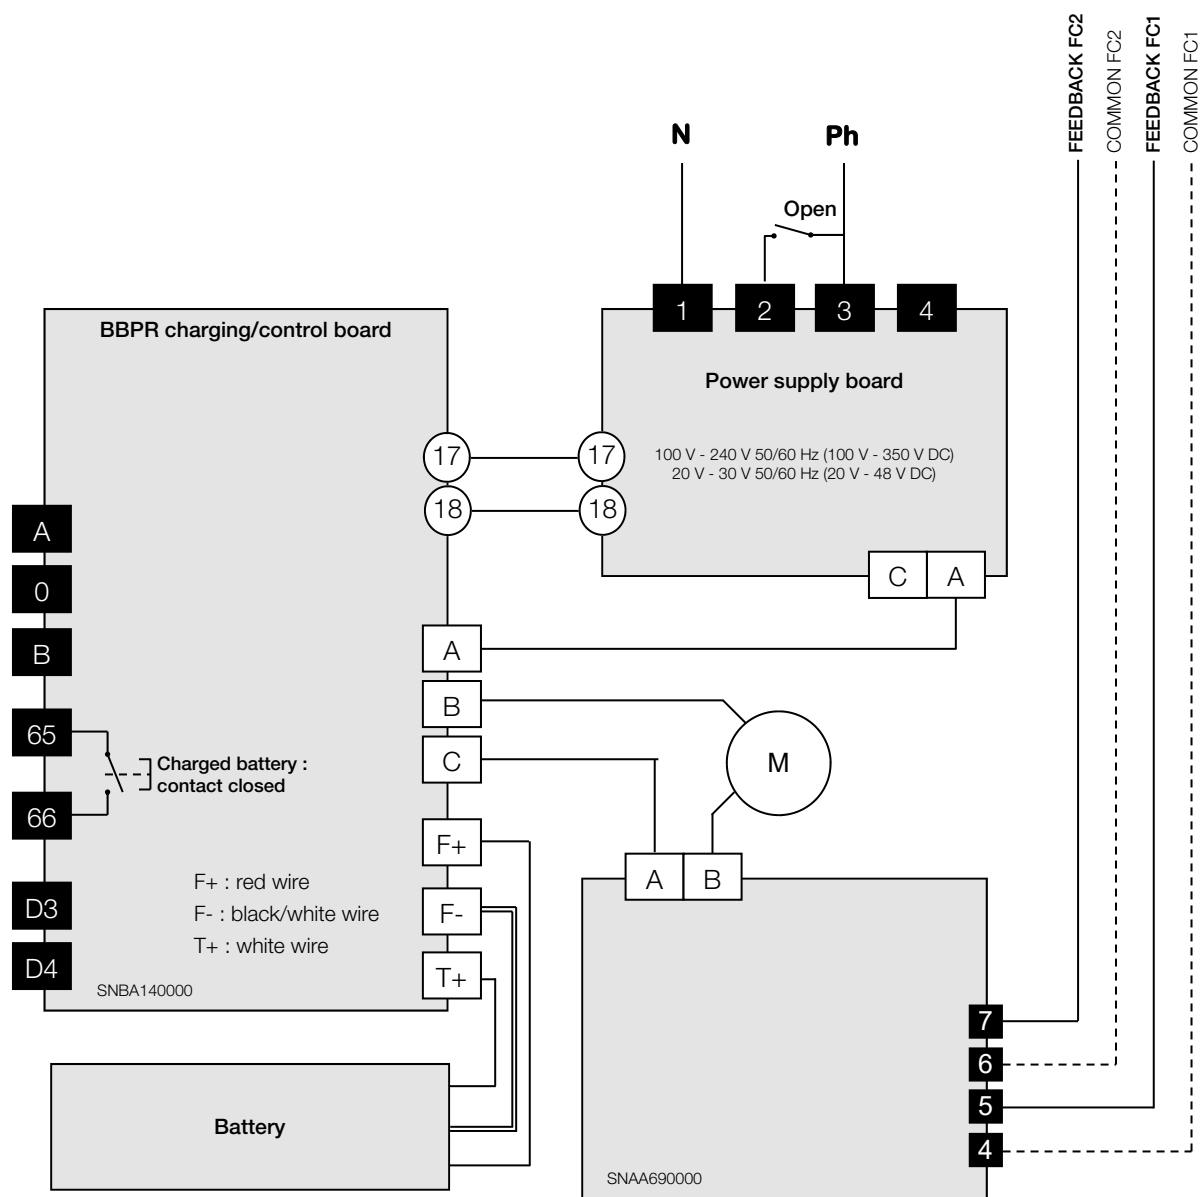 FEEDBACK FC2
COMMON FC2
FEEDBACK FC1
COMMON FC1
N
Ph
Open
1
2
3
4
BBPR charging/control board
Power supply board
100 V - 240 V 50/60 Hz (100 V - 350 V DC)
20 V - 30 V 50/60 Hz (20 V - 48 V DC)
17
17
18
18
A
0
B
C
A
A
B
C
65
66
Charged battery :
contact closed
M
A
B
F+
F-
T+
F+ : red wire
F- : black/white wire
T+ : white wire
D3
D4
SNBA140000
7
6
5
4
Battery
SNAA690000